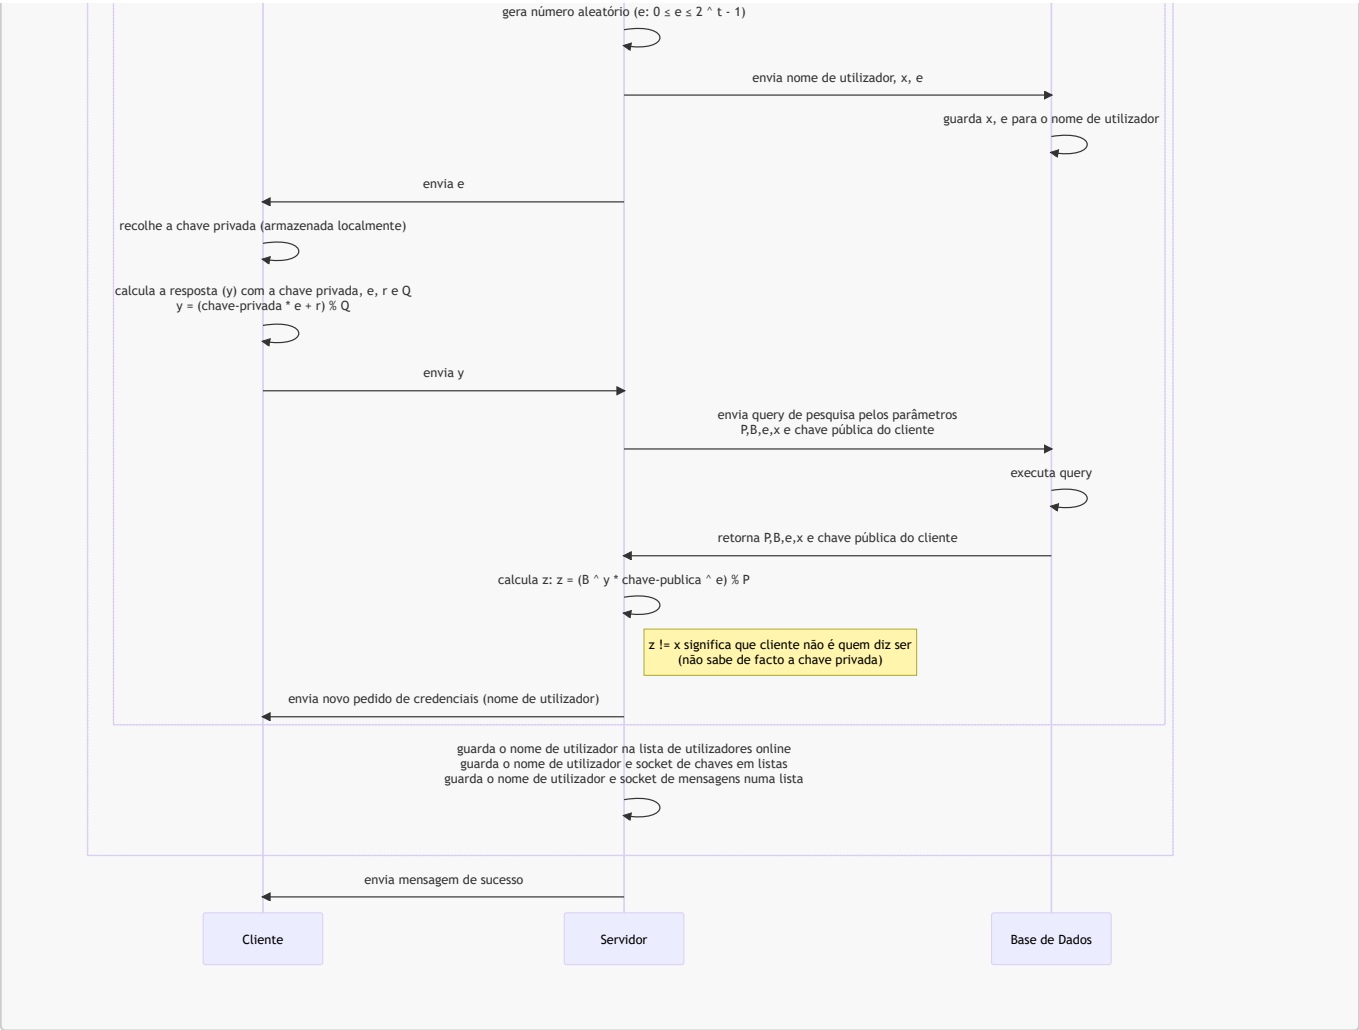 gera número aleatório (e: 0 ≤ e ≤ 2 ^ t - 1)
envia nome de utilizador, x, e
guarda x, e para o nome de utilizador
envia e
recolhe a chave privada (armazenada localmente)
calcula a resposta (y) com a chave privada, e, r e Q
y = (chave-privada * e + r) % Q
envia y
envia query de pesquisa pelos parâmetros
P,B,e,x e chave pública do cliente
executa query
retorna P,B,e,x e chave pública do cliente
calcula z: z = (B ^ y * chave-publica ^ e) % P
z != x significa que cliente não é quem diz ser
(não sabe de facto a chave privada)
envia novo pedido de credenciais (nome de utilizador)
guarda o nome de utilizador na lista de utilizadores online
guarda o nome de utilizador e socket de chaves em listas
guarda o nome de utilizador e socket de mensagens numa lista
envia mensagem de sucesso
Cliente
Servidor
Base de Dados